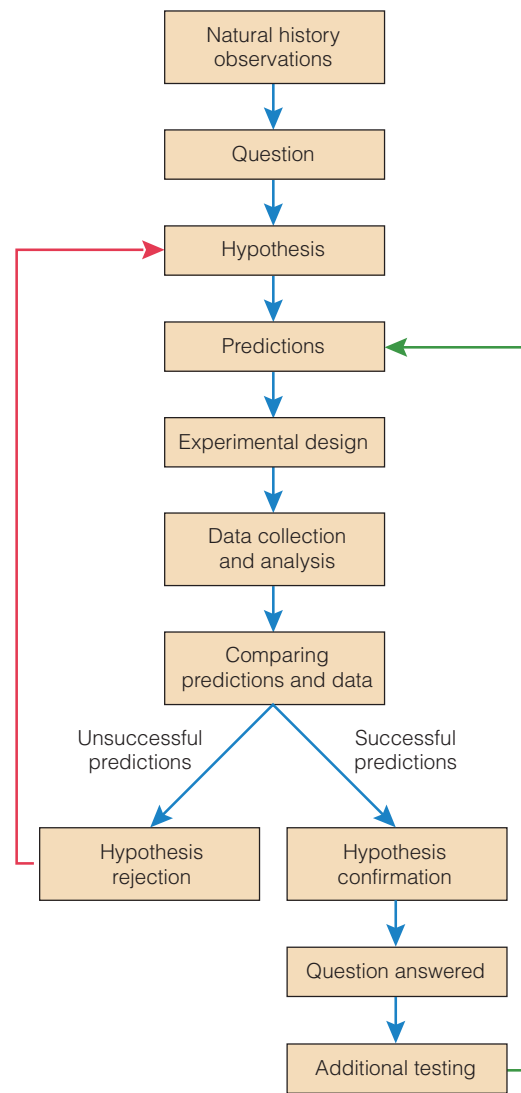 Natural history
observations
Question
Hypothesis
Predictions
Experimental design
Data collection
and analysis
Comparing
predictions and data
Unsuccessful
predictions
Successful
predictions
Hypothesis
rejection
Hypothesis
confirmation
Question answered
Additional testing